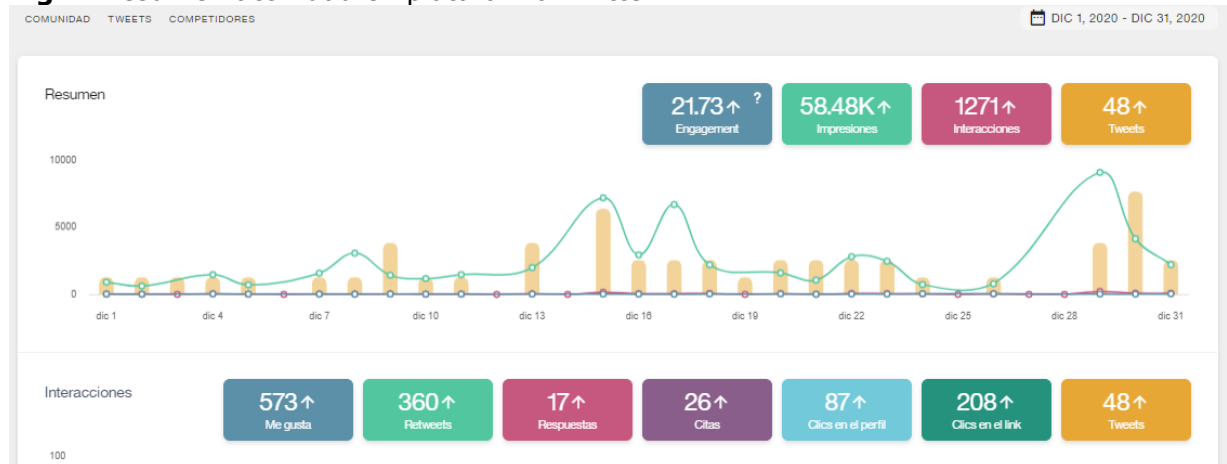 COMUNIDAD TWEETS COMPETIDORES
DIC 1, 2020 - DIC 31, 2020
Resumen
21.73↑ ?
Engagement
58.48K↑
Impresiones
1271↑
Interacciones
48↑
Tweets
10000
5000
0
dic 1 dic 4 dic 7 dic 10 dic 13 dic 16 dic 19 dic 22 dic 25 dic 28 dic 31
Interacciones
573↑
Me gusta
360↑
Retweets
17↑
Respuestas
26↑
Citas
87↑
Clics en el perfil
208↑
Clics en el link
48↑
Tweets
100